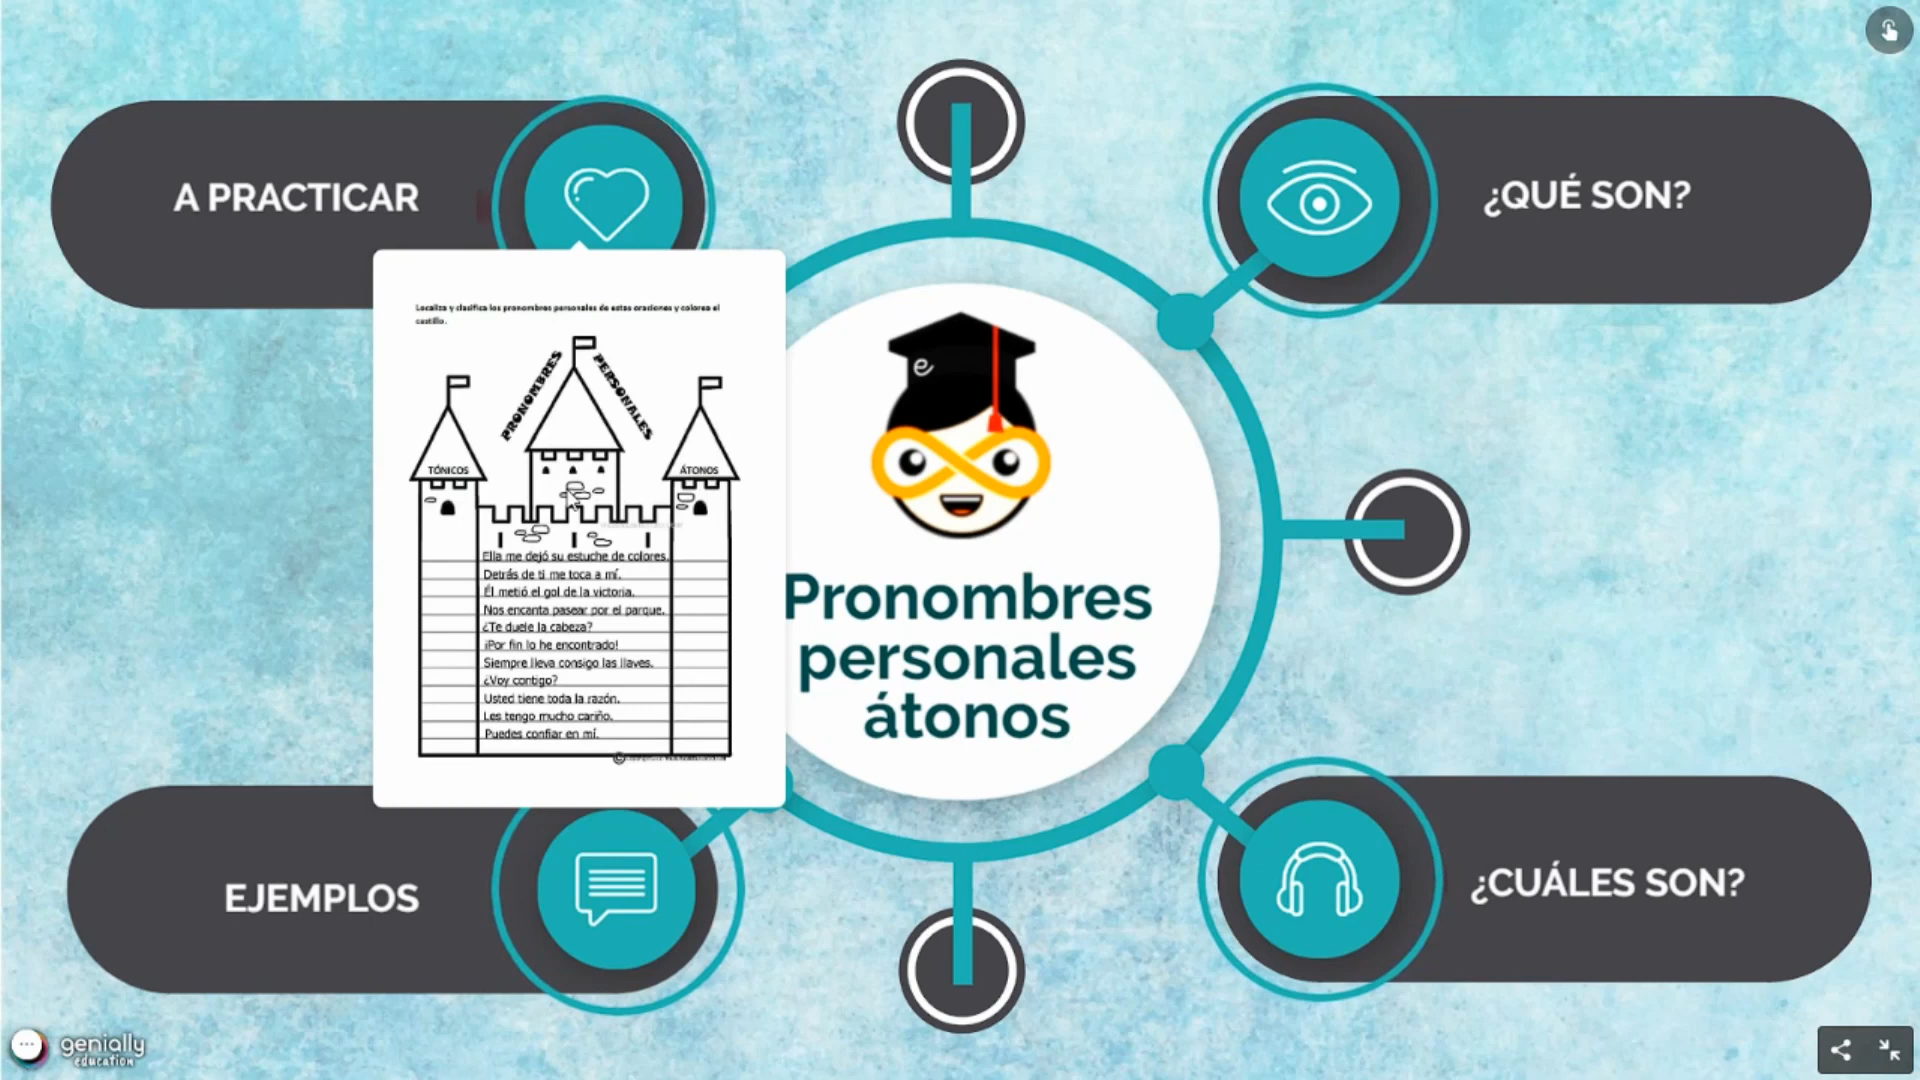 A PRACTICAR
¿QUÉ SON?
Localiza y clasifica los pronombres personales de estas oraciones y colorea el
castillo.
PRONOMBRES
PERSONALES
TÓNICOS
ÁTONOS
Ella me dejó su estuche de colores.
Detrás de ti me toca a mí.
Él metió el gol de la victoria.
Nos encanta pasear por el parque.
¿Te duele la cabeza?
¡Por fin lo he encontrado!
Siempre lleva consigo las llaves.
¿Voy contigo?
Usted tiene toda la razón.
Les tengo mucho cariño.
Puedes confiar en mí.
e
Pronombres
personales
átonos
EJEMPLOS
¿CUÁLES SON?
genially
education